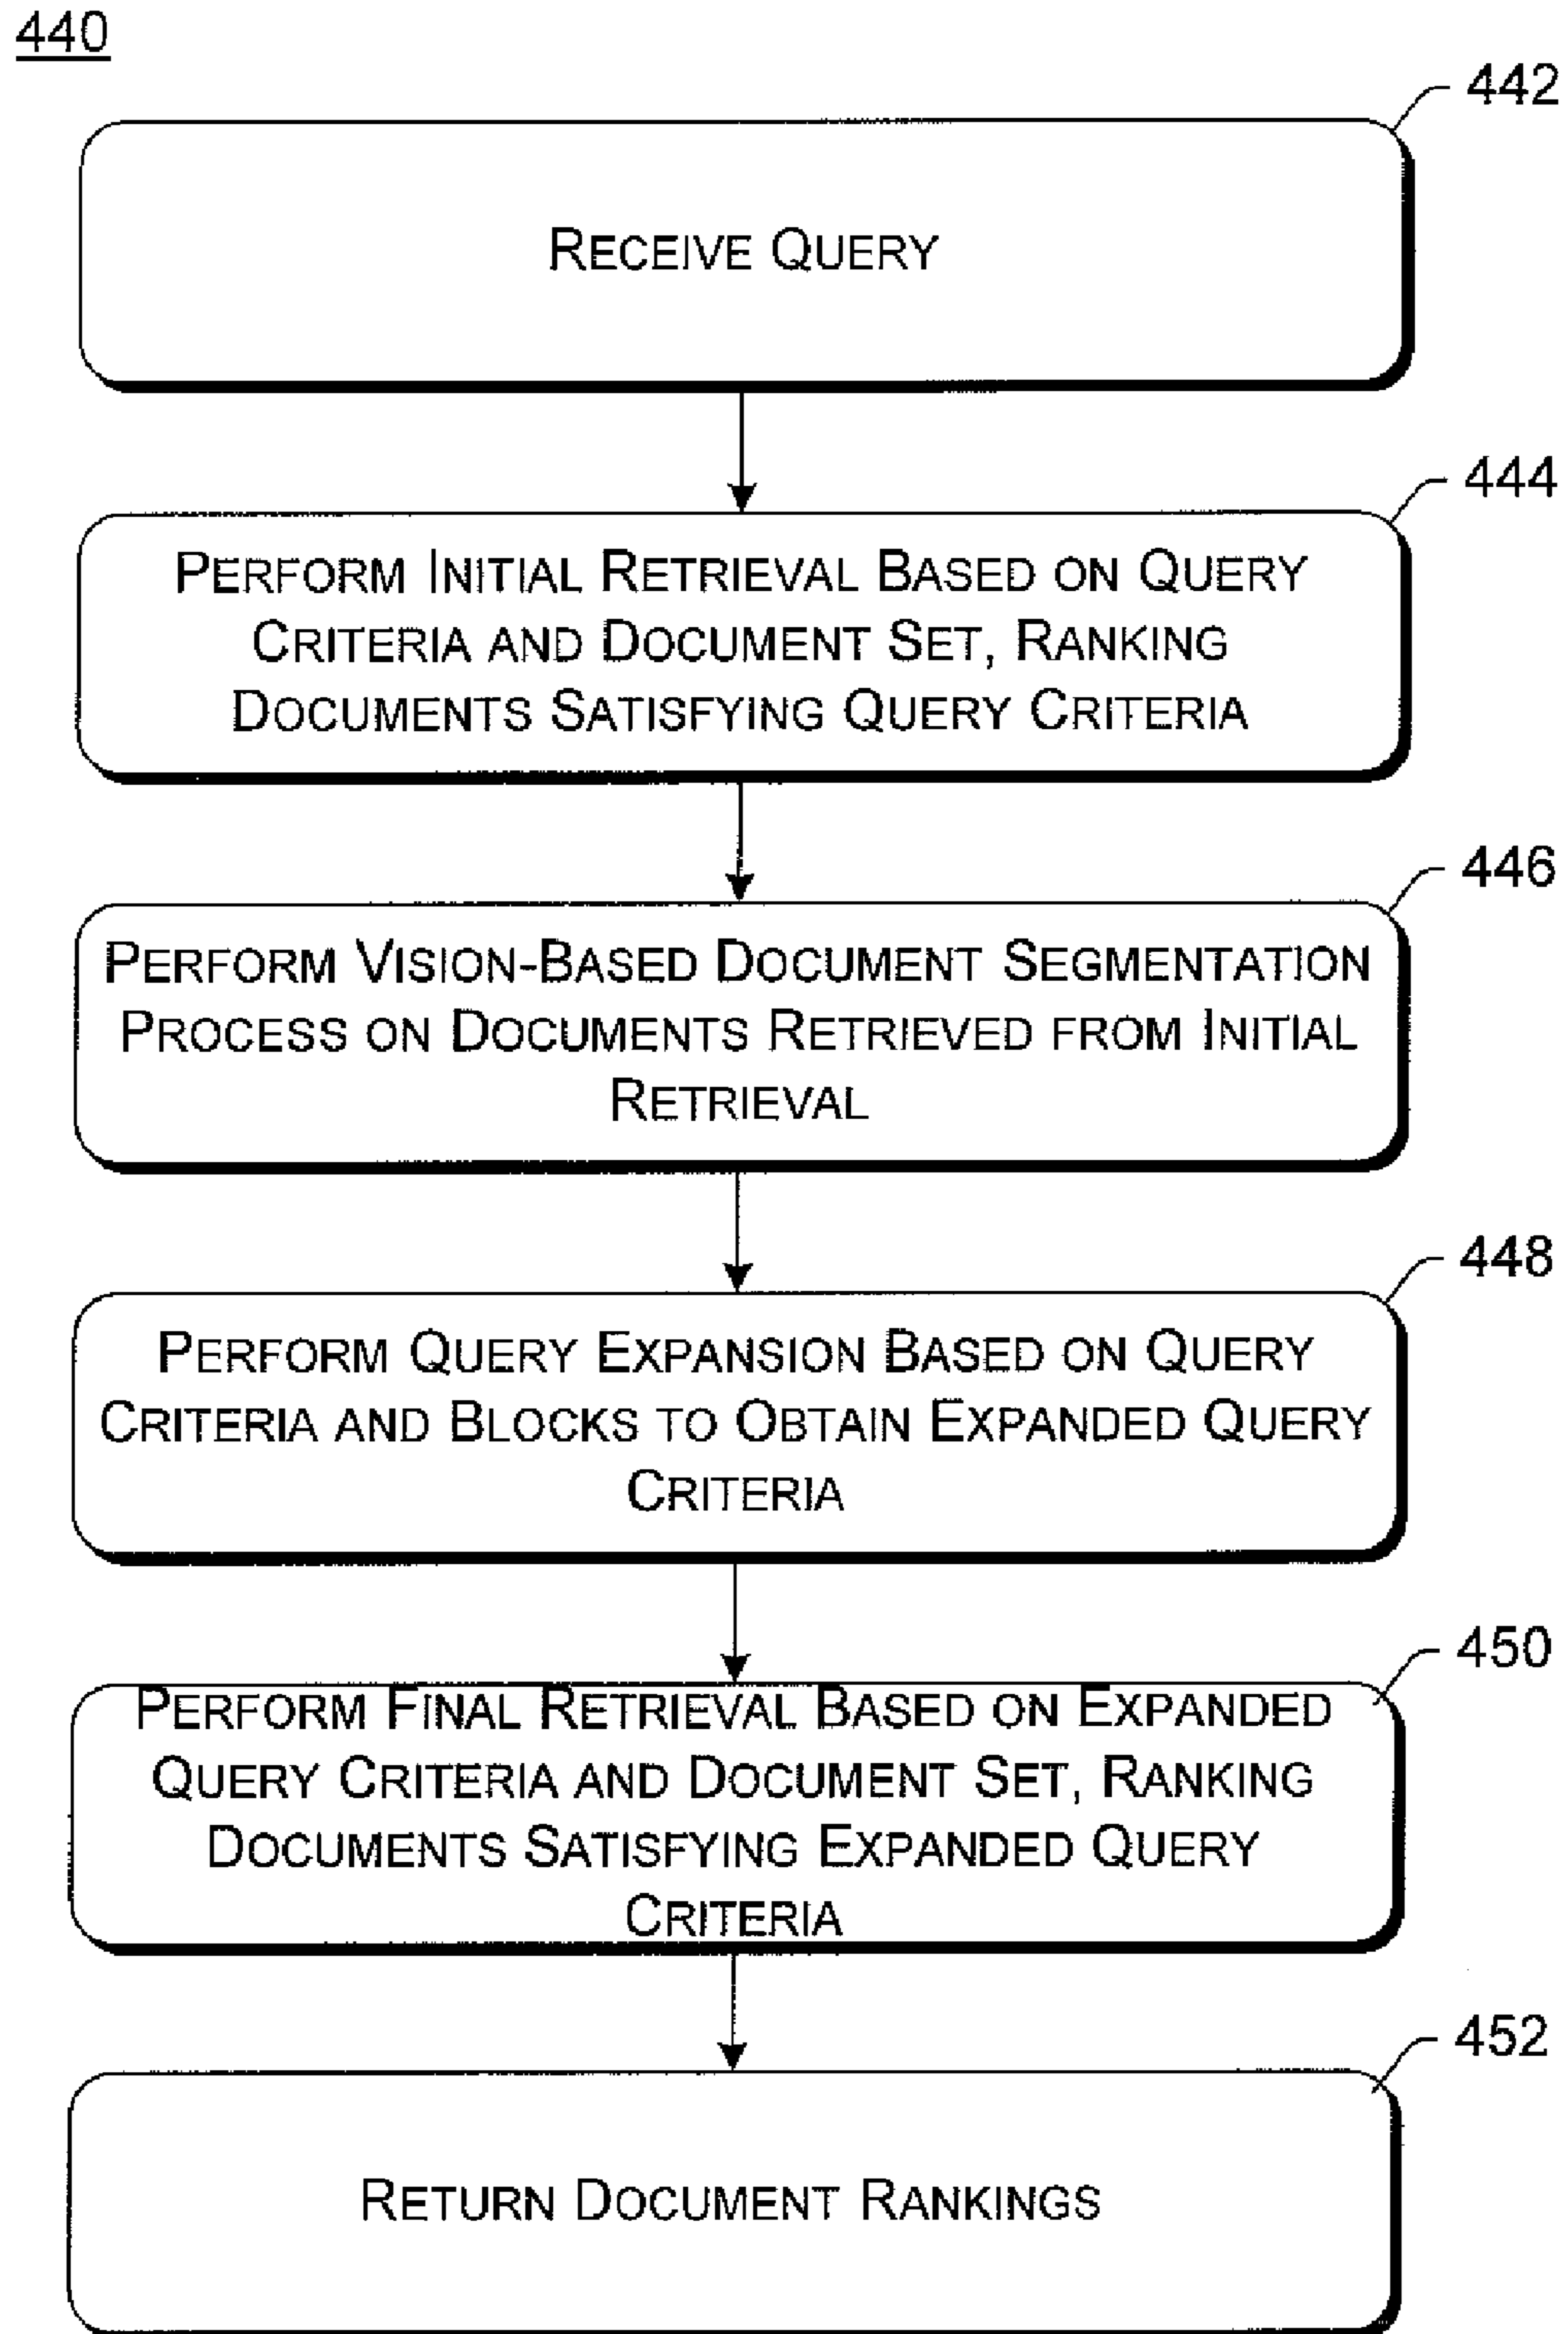 440
442
RECEIVE QUERY
444
PERFORM INITIAL RETRIEVAL BASED ON QUERY
CRITERIA AND DOCUMENT SET, RANKING
DOCUMENTS SATISFYING QUERY CRITERIA
446
PERFORM VISION-BASED DOCUMENT SEGMENTATION
PROCESS ON DOCUMENTS RETRIEVED FROM INITIAL
RETRIEVAL
448
PERFORM QUERY EXPANSION BASED ON QUERY
CRITERIA AND BLOCKS TO OBTAIN EXPANDED QUERY
CRITERIA
450
PERFORM FINAL RETRIEVAL BASED ON EXPANDED
QUERY CRITERIA AND DOCUMENT SET, RANKING
DOCUMENTS SATISFYING EXPANDED QUERY
CRITERIA
452
RETURN DOCUMENT RANKINGS